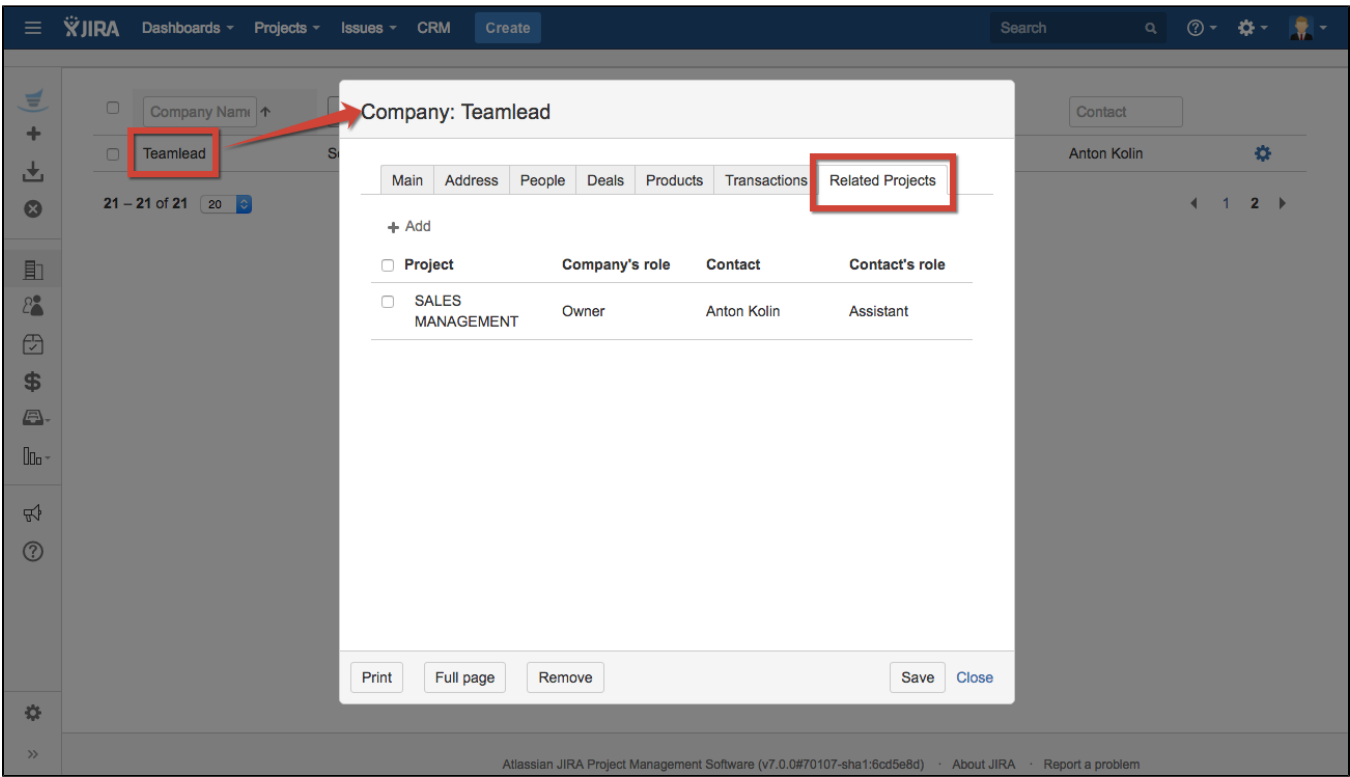 JIRA Dashboards Projects Issues CRM Create Search
Company: Teamlead
Company Nam Contact
Teamlead S Anton Kolin
21 – 21 of 21 20 1 2
Main Address People Deals Products Transactions Related Projects
+ Add
Project Company's role Contact Contact's role
SALES
MANAGEMENT Owner Anton Kolin Assistant
Print Full page Remove Save Close
Atlassian JIRA Project Management Software (v7.0.0#70107-sha1:6cd5e8d) · About JIRA · Report a problem